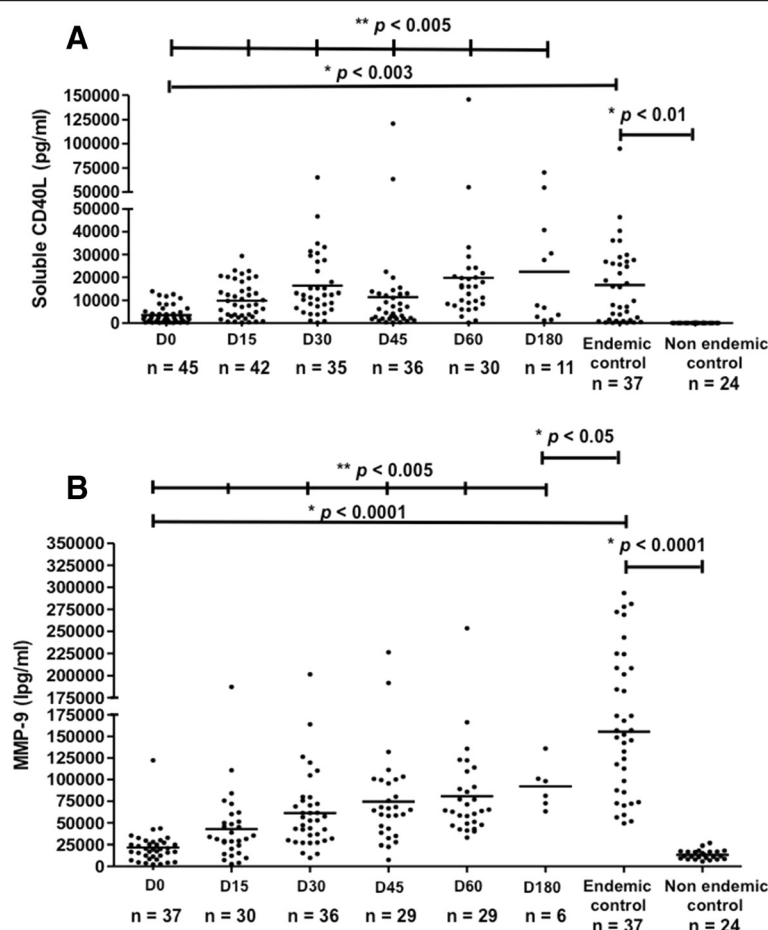 A
** p < 0.005
* p < 0.003
* p < 0.01
Soluble CD40L (pg/ml)
150000
125000
100000
75000
50000
50000
40000
30000
20000
10000
0
D0 D15 D30 D45 D60 D180 Endemic control Non endemic control
n = 45 n = 42 n = 35 n = 36 n = 30 n = 11 n = 37 n = 24
* p < 0.05
B
** p < 0.005
* p < 0.0001
* p < 0.0001
MMP-9 (lpg/ml)
350000
325000
300000
275000
250000
225000
200000
175000
175000
150000
125000
100000
75000
50000
25000
0
D0 D15 D30 D45 D60 D180 Endemic control Non endemic control
n = 37 n = 30 n = 36 n = 29 n = 29 n = 6 n = 37 n = 24